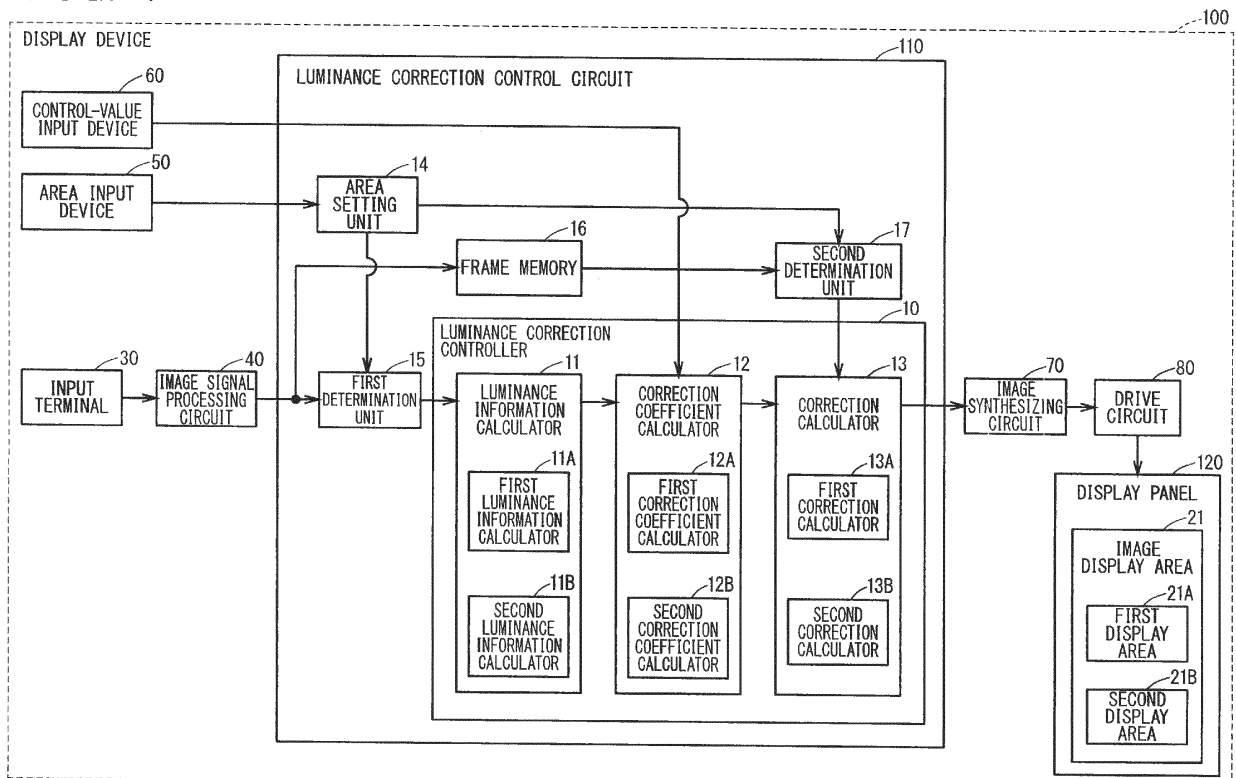 100
DISPLAY DEVICE
110
LUMINANCE CORRECTION CONTROL CIRCUIT
60
CONTROL-VALUE
INPUT DEVICE
50
AREA INPUT
DEVICE
14
AREA
SETTING
UNIT
16
FRAME MEMORY
17
SECOND
DETERMINATION
UNIT
10
LUMINANCE CORRECTION
CONTROLLER
30
INPUT
TERMINAL
40
IMAGE SIGNAL
PROCESSING
CIRCUIT
15
FIRST
DETERMINATION
UNIT
11
LUMINANCE
INFORMATION
CALCULATOR
11A
FIRST
LUMINANCE
INFORMATION
CALCULATOR
11B
SECOND
LUMINANCE
INFORMATION
CALCULATOR
12
CORRECTION
COEFFICIENT
CALCULATOR
12A
FIRST
CORRECTION
COEFFICIENT
CALCULATOR
12B
SECOND
CORRECTION
COEFFICIENT
CALCULATOR
13
CORRECTION
CALCULATOR
13A
FIRST
CORRECTION
CALCULATOR
13B
SECOND
CORRECTION
CALCULATOR
70
IMAGE
SYNTHESIZING
CIRCUIT
80
DRIVE
CIRCUIT
120
DISPLAY PANEL
21
IMAGE
DISPLAY AREA
21A
FIRST
DISPLAY
AREA
21B
SECOND
DISPLAY
AREA